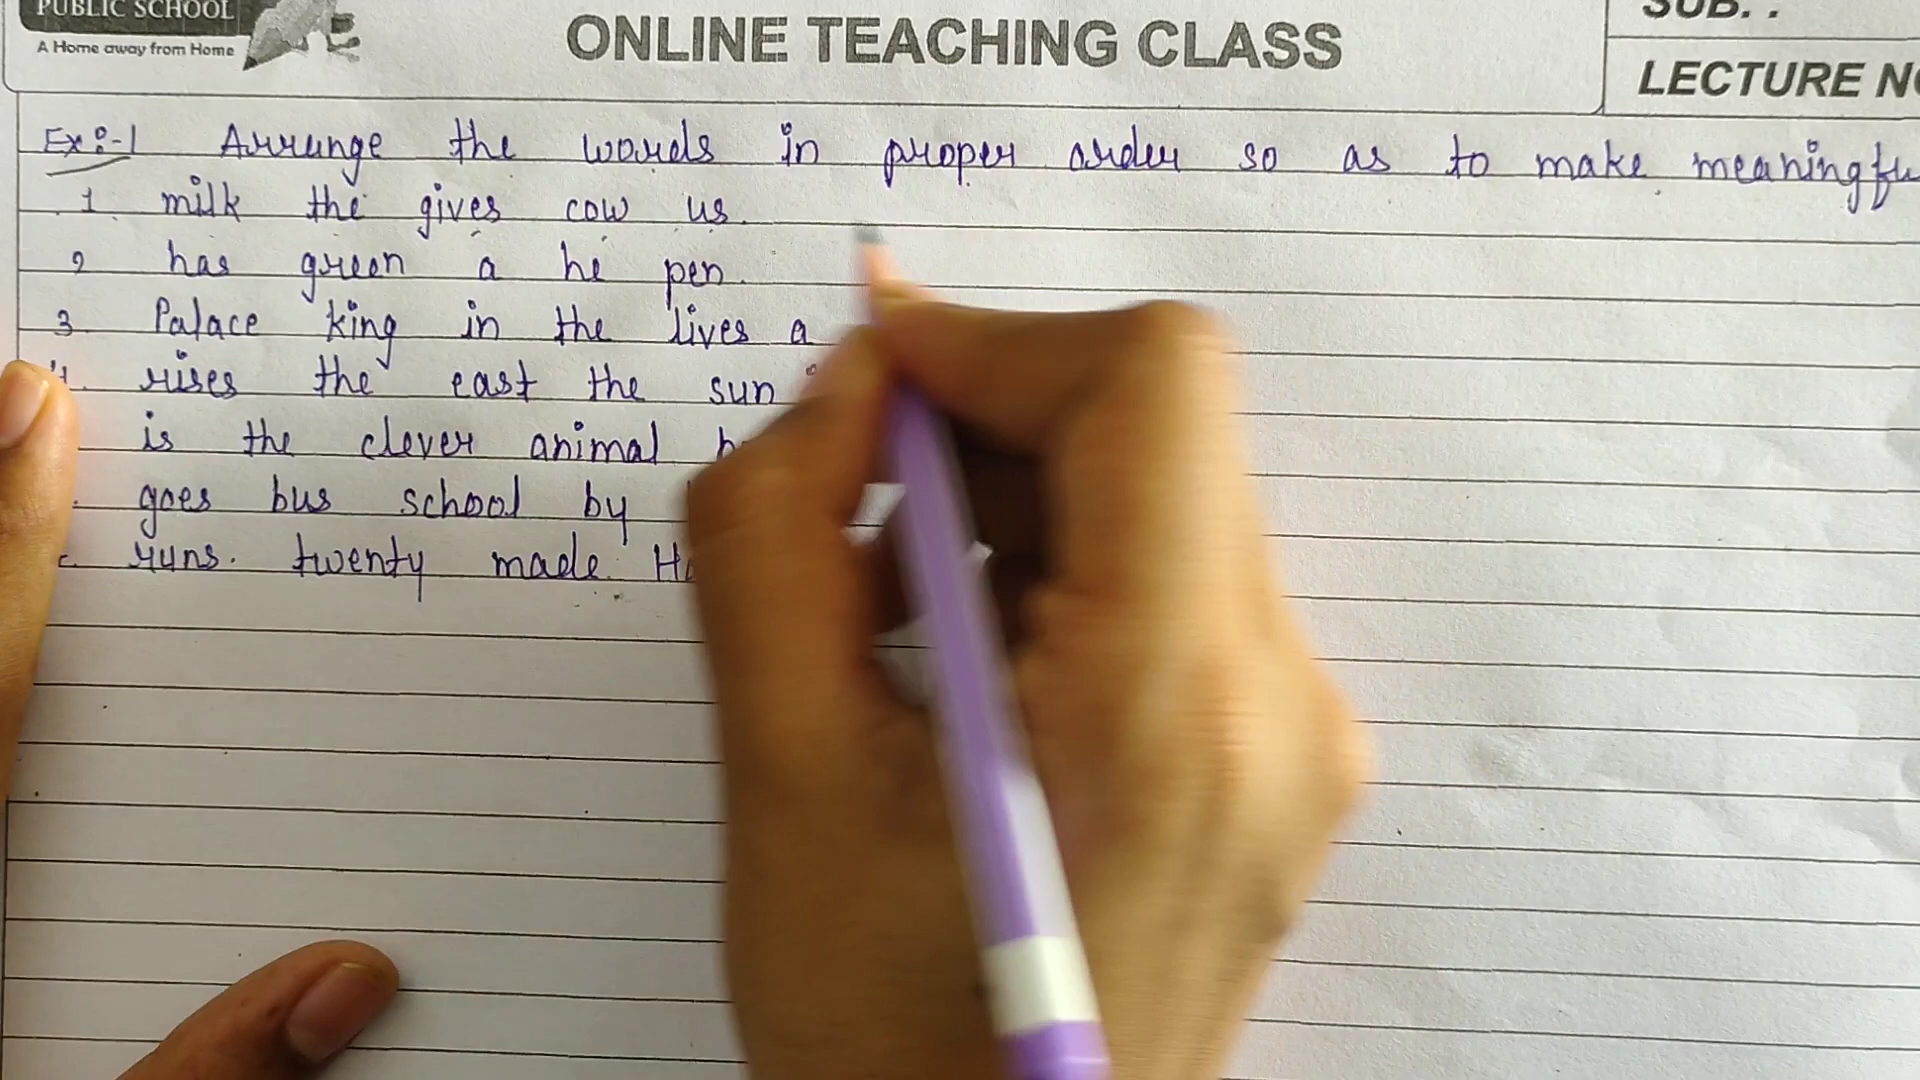 PUBLIC SCHOOL
A Home away from Home
ONLINE TEACHING CLASS
SUB. :
LECTURE
Ex:-1 Arrange the words in proper order so as to make
1. milk the gives cow us.
2 has green a he pen.
3. Palace king in the lives a
4. rises the east the sun
is the clever animal
goes bus school by
runs. twenty made